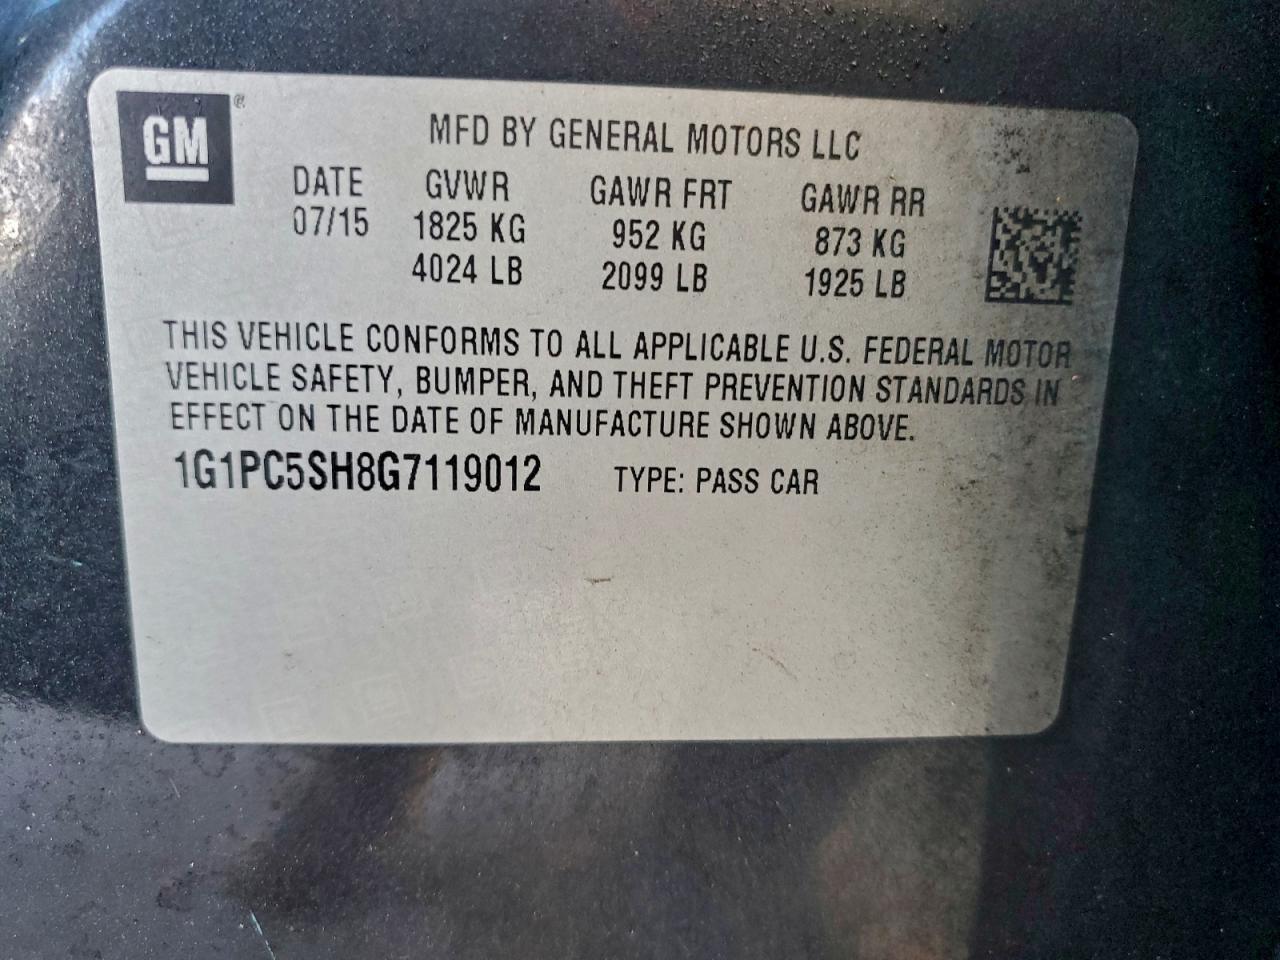 GM ®
MFD BY GENERAL MOTORS LLC
DATE GVWR GAWR FRT GAWR RR
07/15 1825 KG 952 KG 873 KG
4024 LB 2099 LB 1925 LB
THIS VEHICLE CONFORMS TO ALL APPLICABLE U.S. FEDERAL MOTOR
VEHICLE SAFETY, BUMPER, AND THEFT PREVENTION STANDARDS IN
EFFECT ON THE DATE OF MANUFACTURE SHOWN ABOVE.
1G1PC5SH8G7119012 TYPE: PASS CAR